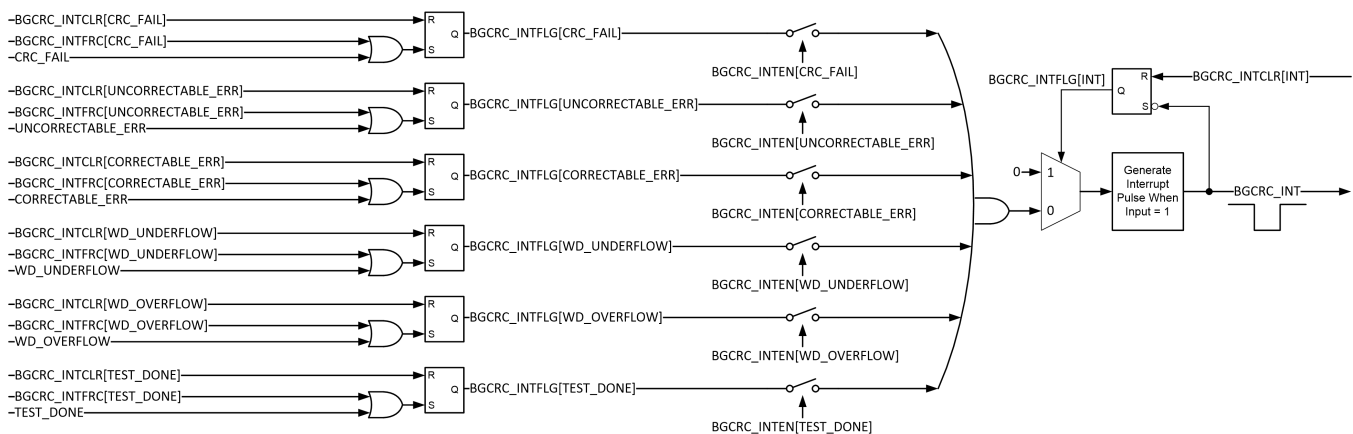 BGCRC_INTCLR[CRC_FAIL]
BGCRC_INTFRC[CRC_FAIL]
CRC_FAIL
R
S
Q
BGCRC_INTFLG[CRC_FAIL]
BGCRC_INTEN[CRC_FAIL]
BGCRC_INTCLR[UNCORRECTABLE_ERR]
BGCRC_INTFRC[UNCORRECTABLE_ERR]
UNCORRECTABLE_ERR
R
S
Q
BGCRC_INTFLG[UNCORRECTABLE_ERR]
BGCRC_INTEN[UNCORRECTABLE_ERR]
BGCRC_INTCLR[CORRECTABLE_ERR]
BGCRC_INTFRC[CORRECTABLE_ERR]
CORRECTABLE_ERR
R
S
Q
BGCRC_INTFLG[CORRECTABLE_ERR]
BGCRC_INTEN[CORRECTABLE_ERR]
BGCRC_INTCLR[WD_UNDERFLOW]
BGCRC_INTFRC[WD_UNDERFLOW]
WD_UNDERFLOW
R
S
Q
BGCRC_INTFLG[WD_UNDERFLOW]
BGCRC_INTEN[WD_UNDERFLOW]
BGCRC_INTCLR[WD_OVERFLOW]
BGCRC_INTFRC[WD_OVERFLOW]
WD_OVERFLOW
R
S
Q
BGCRC_INTFLG[WD_OVERFLOW]
BGCRC_INTEN[WD_OVERFLOW]
BGCRC_INTCLR[TEST_DONE]
BGCRC_INTFRC[TEST_DONE]
TEST_DONE
R
S
Q
BGCRC_INTFLG[TEST_DONE]
BGCRC_INTEN[TEST_DONE]
BGCRC_INTFLG[INT]
R
Q
S
BGCRC_INTCLR[INT]
0
1
0
Generate
Interrupt
Pulse When
Input = 1
BGCRC_INT